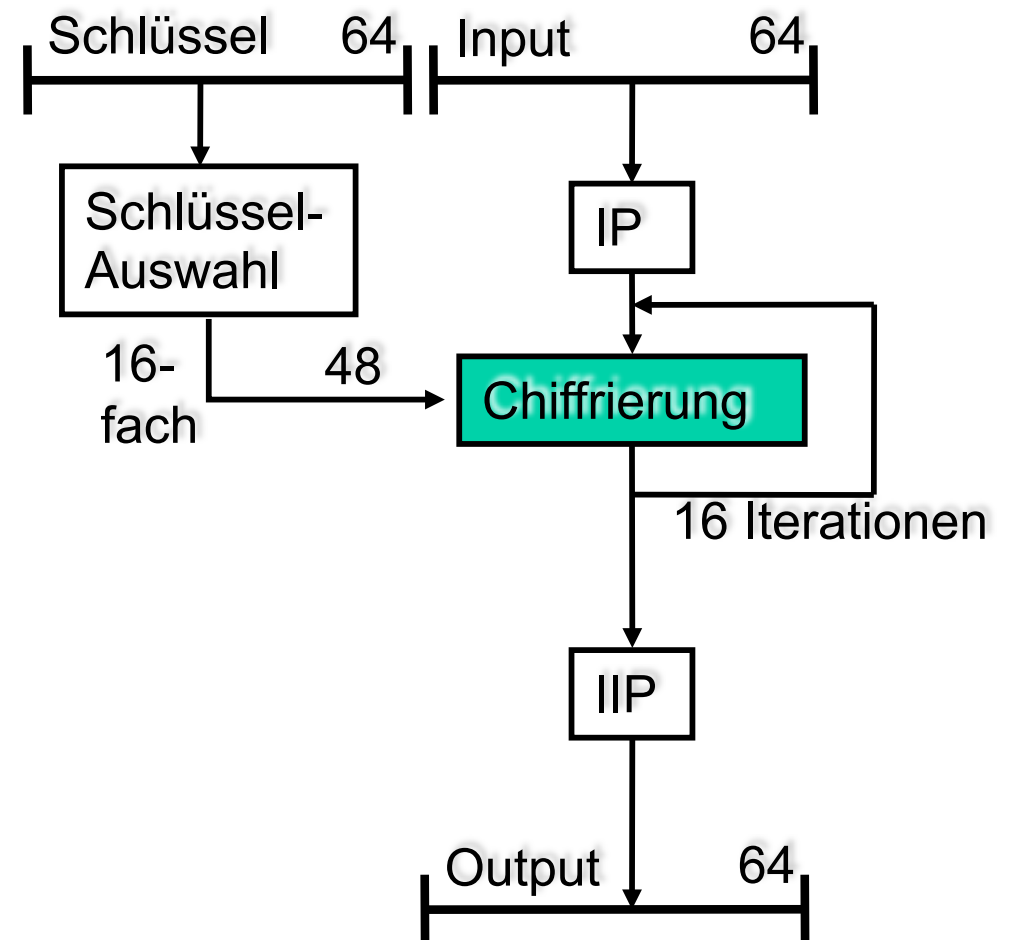 Schlüssel 64
Input 64
Schlüssel-
Auswahl
IP
16-
fach
48
Chiffrierung
16 Iterationen
IIP
Output 64